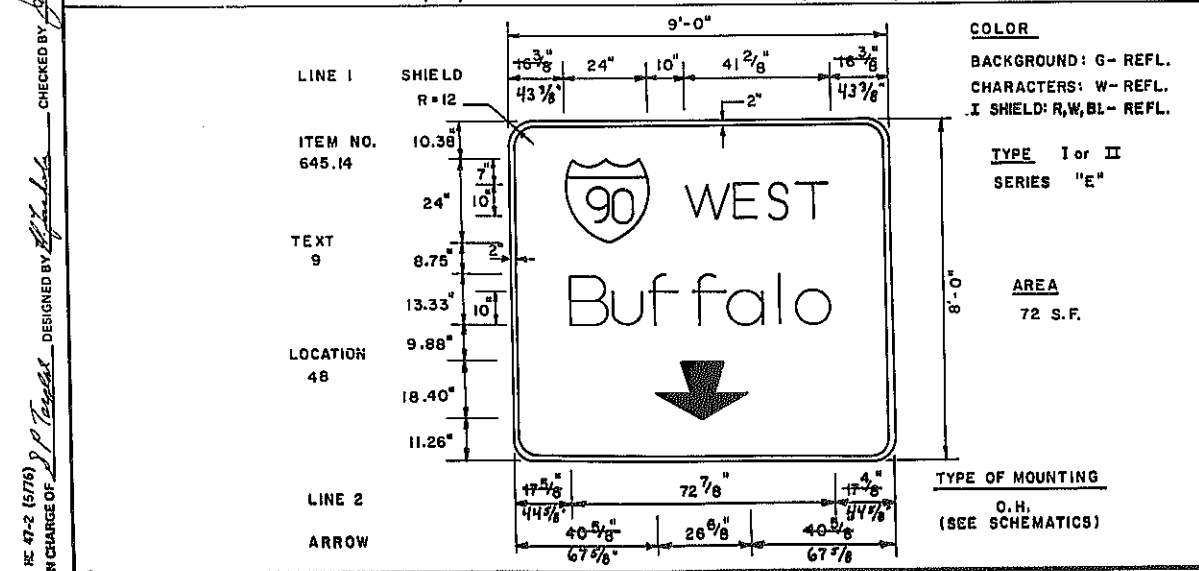 9'-0"
COLOR
16 3/8" 24" 10" 41 2/8" 16 3/8"
LINE 1 SHIELD
43 3/8" 43 3/8"
BACKGROUND: G- REFL.
CHARACTERS: W- REFL.
I SHIELD: R,W,BL- REFL.
R=12
2"
ITEM NO.
645.14
10.38"
7"
10"
24"
TYPE I or II
SERIES "E"
90 WEST
TEXT
9
8.75"
2"
13.33"
10"
Buffalo
8'-0"
AREA
72 S.F.
9.88"
LOCATION
48
18.40"
11.26"
LINE 2
17 5/8" 72 7/8" 17 4/8"
44 5/8" 44 5/8"
TYPE OF MOUNTING
O.H.
(SEE SCHEMATICS)
ARROW
40 5/8" 26 6/8" 40 5/8"
67 5/8" 67 5/8"
HC 47-2 (5/76)
IN CHARGE OF DESIGNED BY CHECKED BY